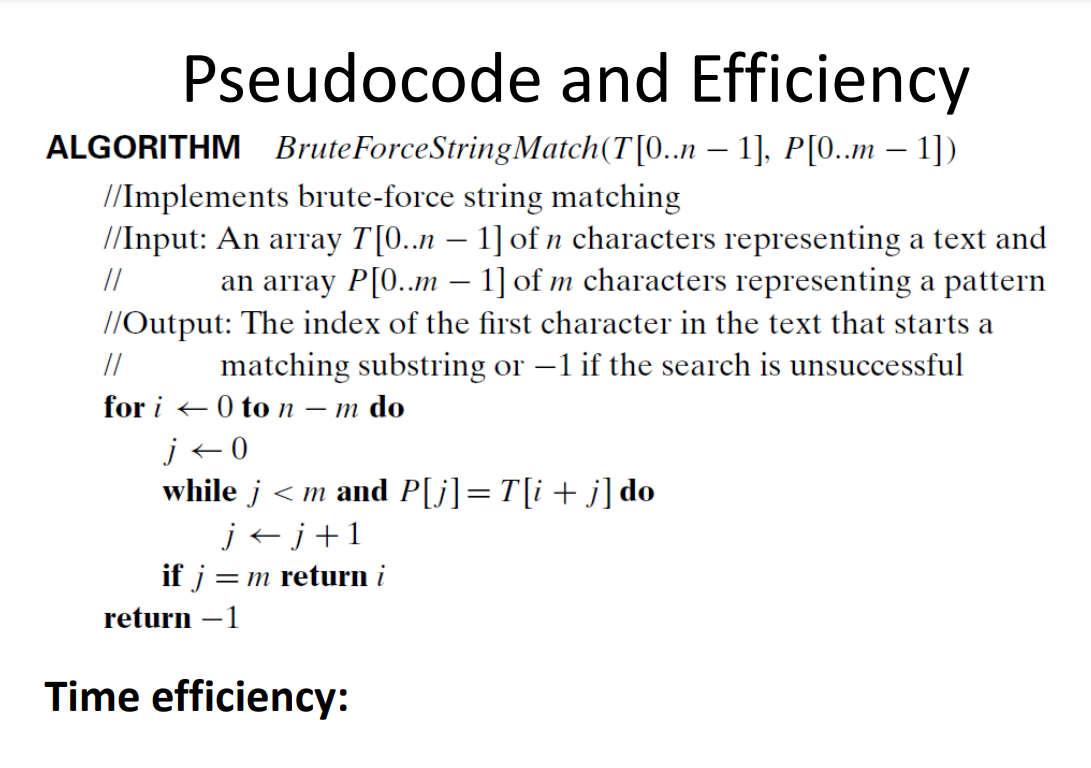 Pseudocode and Efficiency
ALGORITHM BruteForceStringMatch(T[0..n − 1], P[0..m − 1])
//Implements brute-force string matching
//Input: An array T[0..n − 1] of n characters representing a text and
// an array P[0..m − 1] of m characters representing a pattern
//Output: The index of the first character in the text that starts a
// matching substring or −1 if the search is unsuccessful
for i ← 0 to n − m do
j ← 0
while j < m and P[j] = T[i + j] do
j ← j + 1
if j = m return i
return −1
Time efficiency: